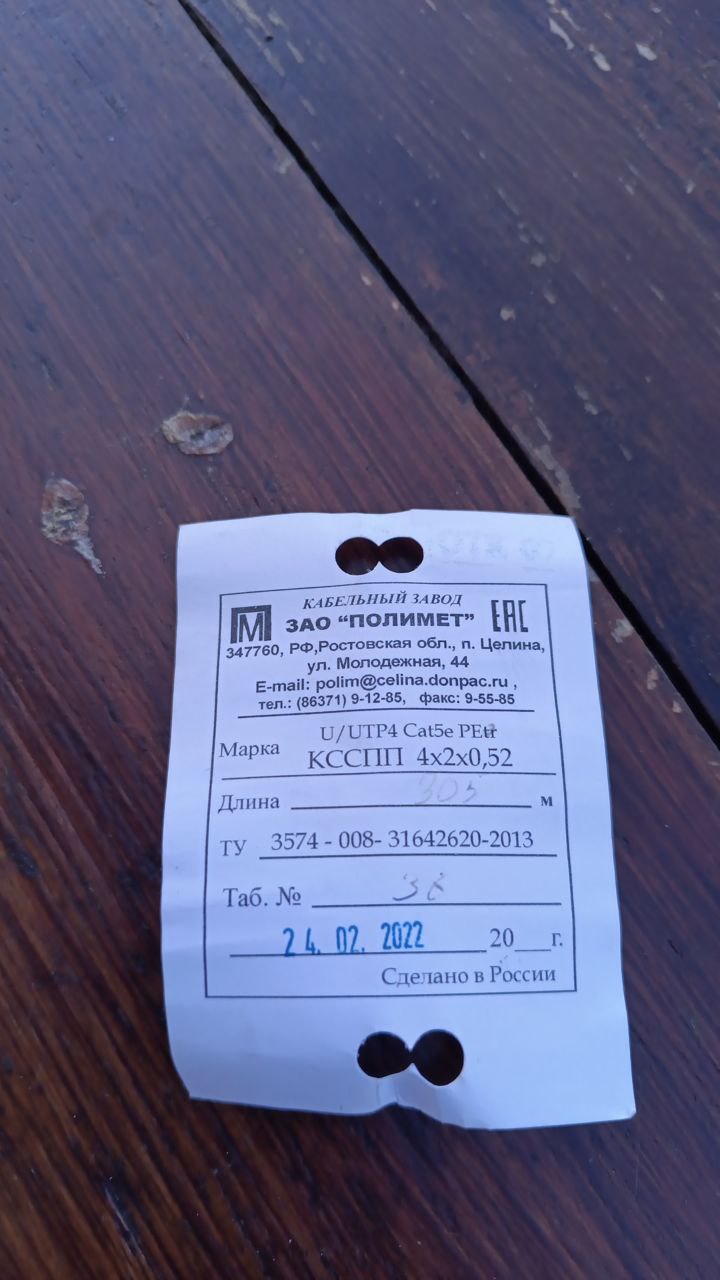 КАБЕЛЬНЫЙ ЗАВОД
ЗАО “ПОЛИМЕТ”
EAC
347760, РФ,Ростовская обл., п. Целина,
ул. Молодежная, 44
E-mail: polim@celina.donpac.ru ,
тел.: (86371) 9-12-85, факс: 9-55-85
U/UTP4 Cat5e PEtr
Марка КССПП 4х2х0,52
Длина 305 м
ТУ 3574 - 008- 31642620-2013
Таб. №
24. 02. 2022 20___г.
Сделано в России